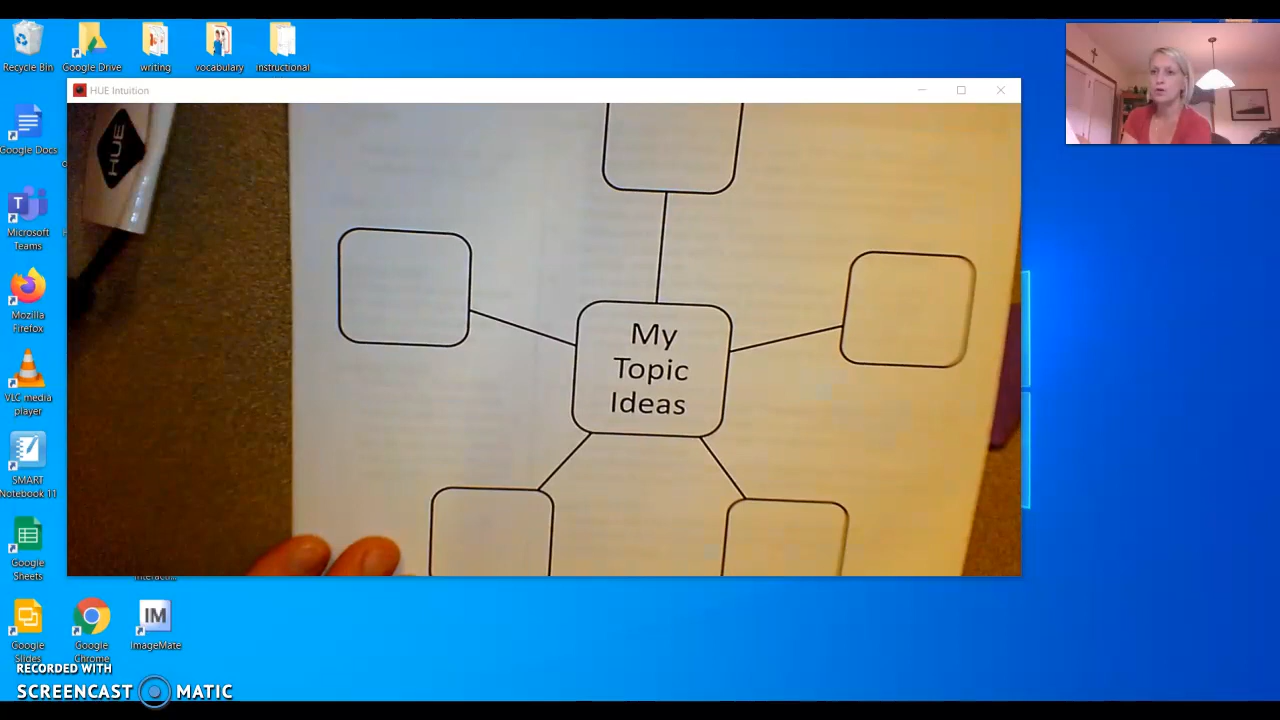 Recycle Bin
Google Drive
writing
vocabulary
instructional
HUE Intuition
HUE
Google Docs
Microsoft
Teams
Mozilla
Firefox
VLC media
player
SMART
Notebook 11
Google
Sheets
Google
Slides
Google
Chrome
IM
ImageMate
My
Topic
Ideas
RECORDED WITH
SCREENCAST MATIC